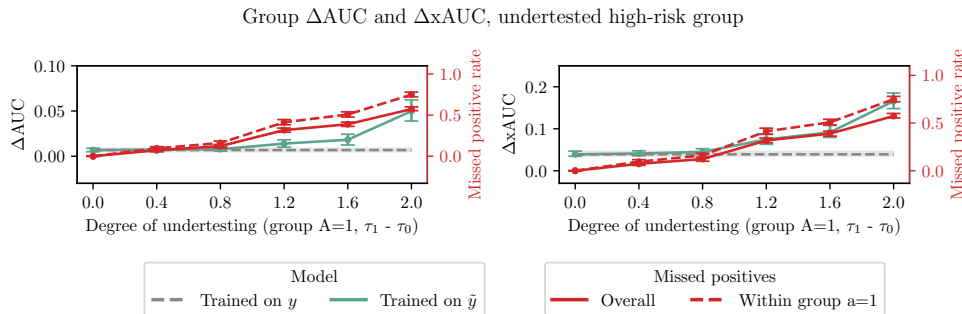 Group ΔAUC and ΔxAUC, undertested high-risk group
ΔAUC
0.10
0.05
0.00
1.0
0.5
0.0
Missed positive rate
0.0 0.4 0.8 1.2 1.6 2.0
Degree of undertesting (group A=1, τ₁ - τ₀)
ΔxAUC
0.2
0.1
0.0
1.0
0.5
0.0
Missed positive rate
0.0 0.4 0.8 1.2 1.6 2.0
Degree of undertesting (group A=1, τ₁ - τ₀)
Model
Trained on y Trained on ỹ
Missed positives
Overall Within group a=1